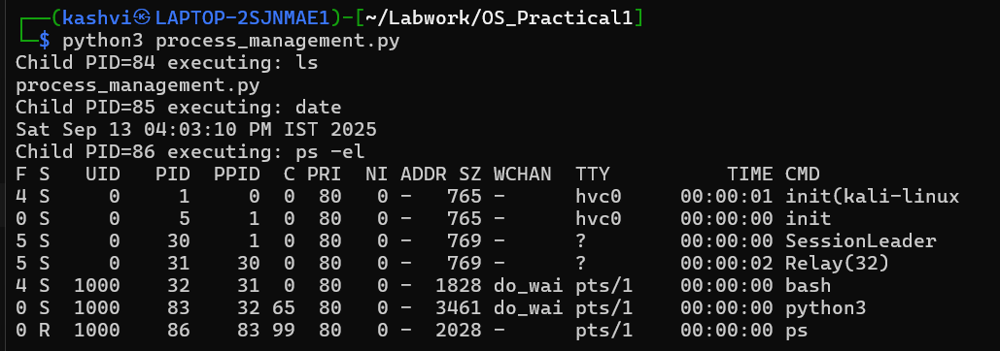 ┌──(kashvi㉿LAPTOP-2SJNMAE1)-[~/Labwork/OS_Practical1]
└─$ python3 process_management.py
Child PID=84 executing: ls
process_management.py
Child PID=85 executing: date
Sat Sep 13 04:03:10 PM IST 2025
Child PID=86 executing: ps -el
F S   UID     PID    PPID  C PRI  NI ADDR SZ WCHAN  TTY          TIME CMD
4 S     0       1       0  0  80   0 -   765 -      hvc0     00:00:01 init(kali-linux
0 S     0       5       1  0  80   0 -   765 -      hvc0     00:00:00 init
5 S     0      30       1  0  80   0 -   769 -      ?        00:00:00 SessionLeader
5 S     0      31      30  0  80   0 -   769 -      ?        00:00:02 Relay(32)
4 S  1000      32      31  0  80   0 -  1828 do_wai pts/1    00:00:00 bash
0 S  1000      83      32 65  80   0 -  3461 do_wai pts/1    00:00:00 python3
0 R  1000      86      83 99  80   0 -  2028 -      pts/1    00:00:00 ps